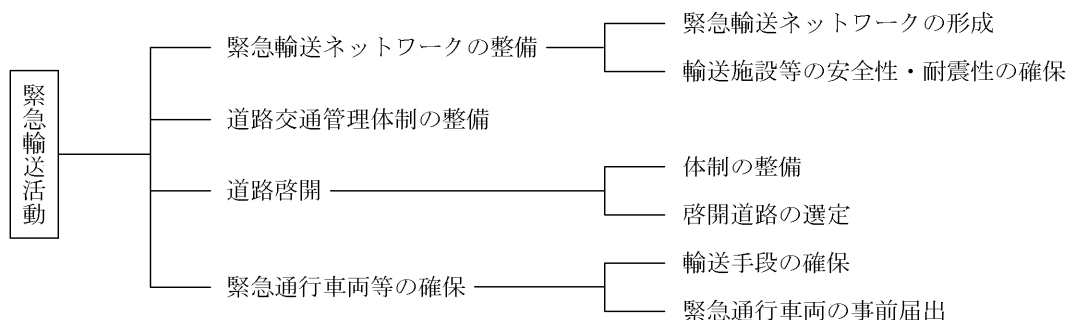 緊急輸送活動
緊急輸送ネットワークの整備
緊急輸送ネットワークの形成
輸送施設等の安全性・耐震性の確保
道路交通管理体制の整備
道路啓開
体制の整備
啓開道路の選定
緊急通行車両等の確保
輸送手段の確保
緊急通行車両の事前届出